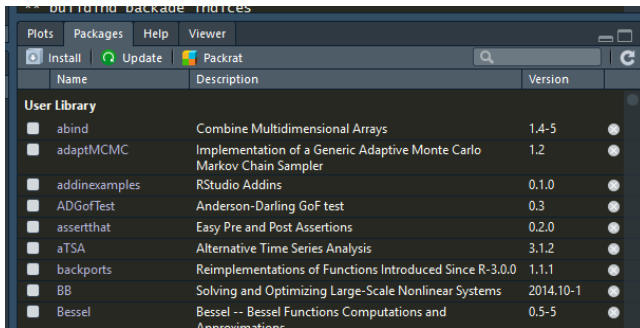 ** building package indices
Plots Packages Help Viewer
Install Update Packrat
Name Description Version
User Library
abind Combine Multidimensional Arrays 1.4-5
adaptMCMC Implementation of a Generic Adaptive Monte Carlo 1.2
Markov Chain Sampler
addinexamples RStudio Addins 0.1.0
ADGofTest Anderson-Darling GoF test 0.3
assertthat Easy Pre and Post Assertions 0.2.0
aTSA Alternative Time Series Analysis 3.1.2
backports Reimplementations of Functions Introduced Since R-3.0.0 1.1.1
BB Solving and Optimizing Large-Scale Nonlinear Systems 2014.10-1
Bessel Bessel -- Bessel Functions Computations and 0.5-5
Approximations